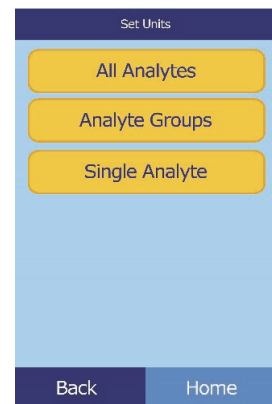 Set Units
All Analytes
Analyte Groups
Single Analyte
Back Home